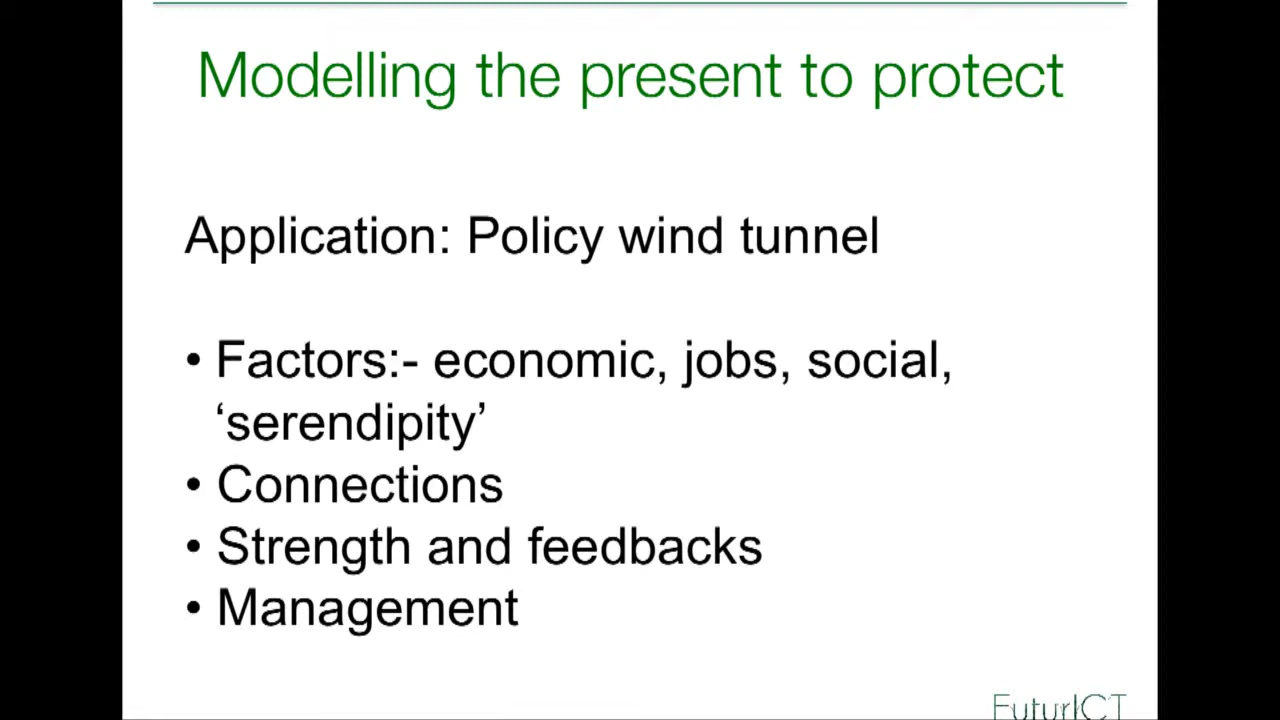 Modelling the present to protect
Application: Policy wind tunnel
• Factors:- economic, jobs, social,
‘serendipity’
• Connections
• Strength and feedbacks
• Management
FuturICT